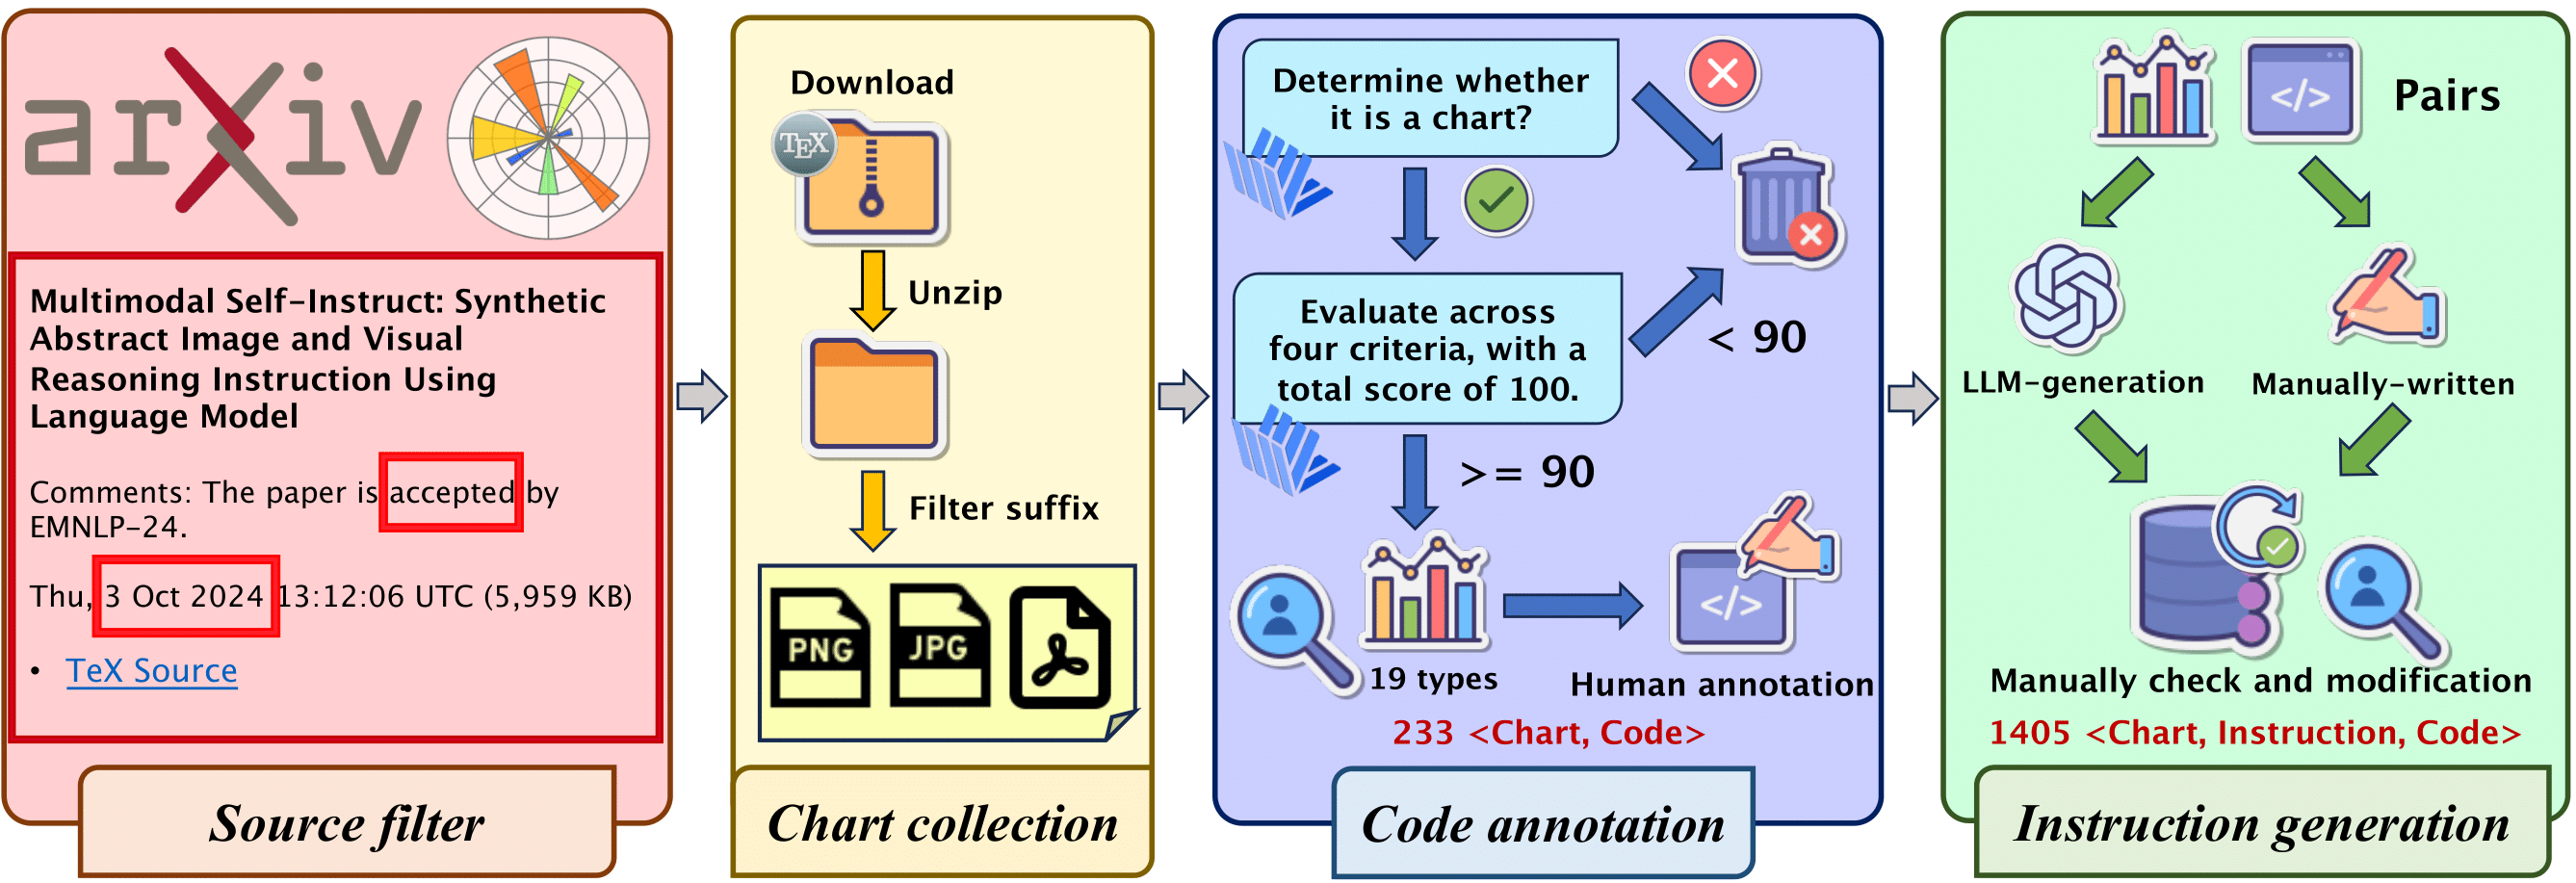 arXiv
Multimodal Self-Instruct: Synthetic
Abstract Image and Visual
Reasoning Instruction Using
Language Model
Comments: The paper is accepted by
EMNLP-24.
Thu, 3 Oct 2024 13:12:06 UTC (5,959 KB)
• TeX Source
Source filter
Download
TEX
Unzip
Filter suffix
PNG
JPG
Chart collection
Determine whether
it is a chart?
Evaluate across
four criteria, with a
total score of 100.
< 90
>= 90
</>
19 types
Human annotation
233 <Chart, Code>
Code annotation
</>
Pairs
LLM-generation
Manually-written
Manually check and modification
1405 <Chart, Instruction, Code>
Instruction generation